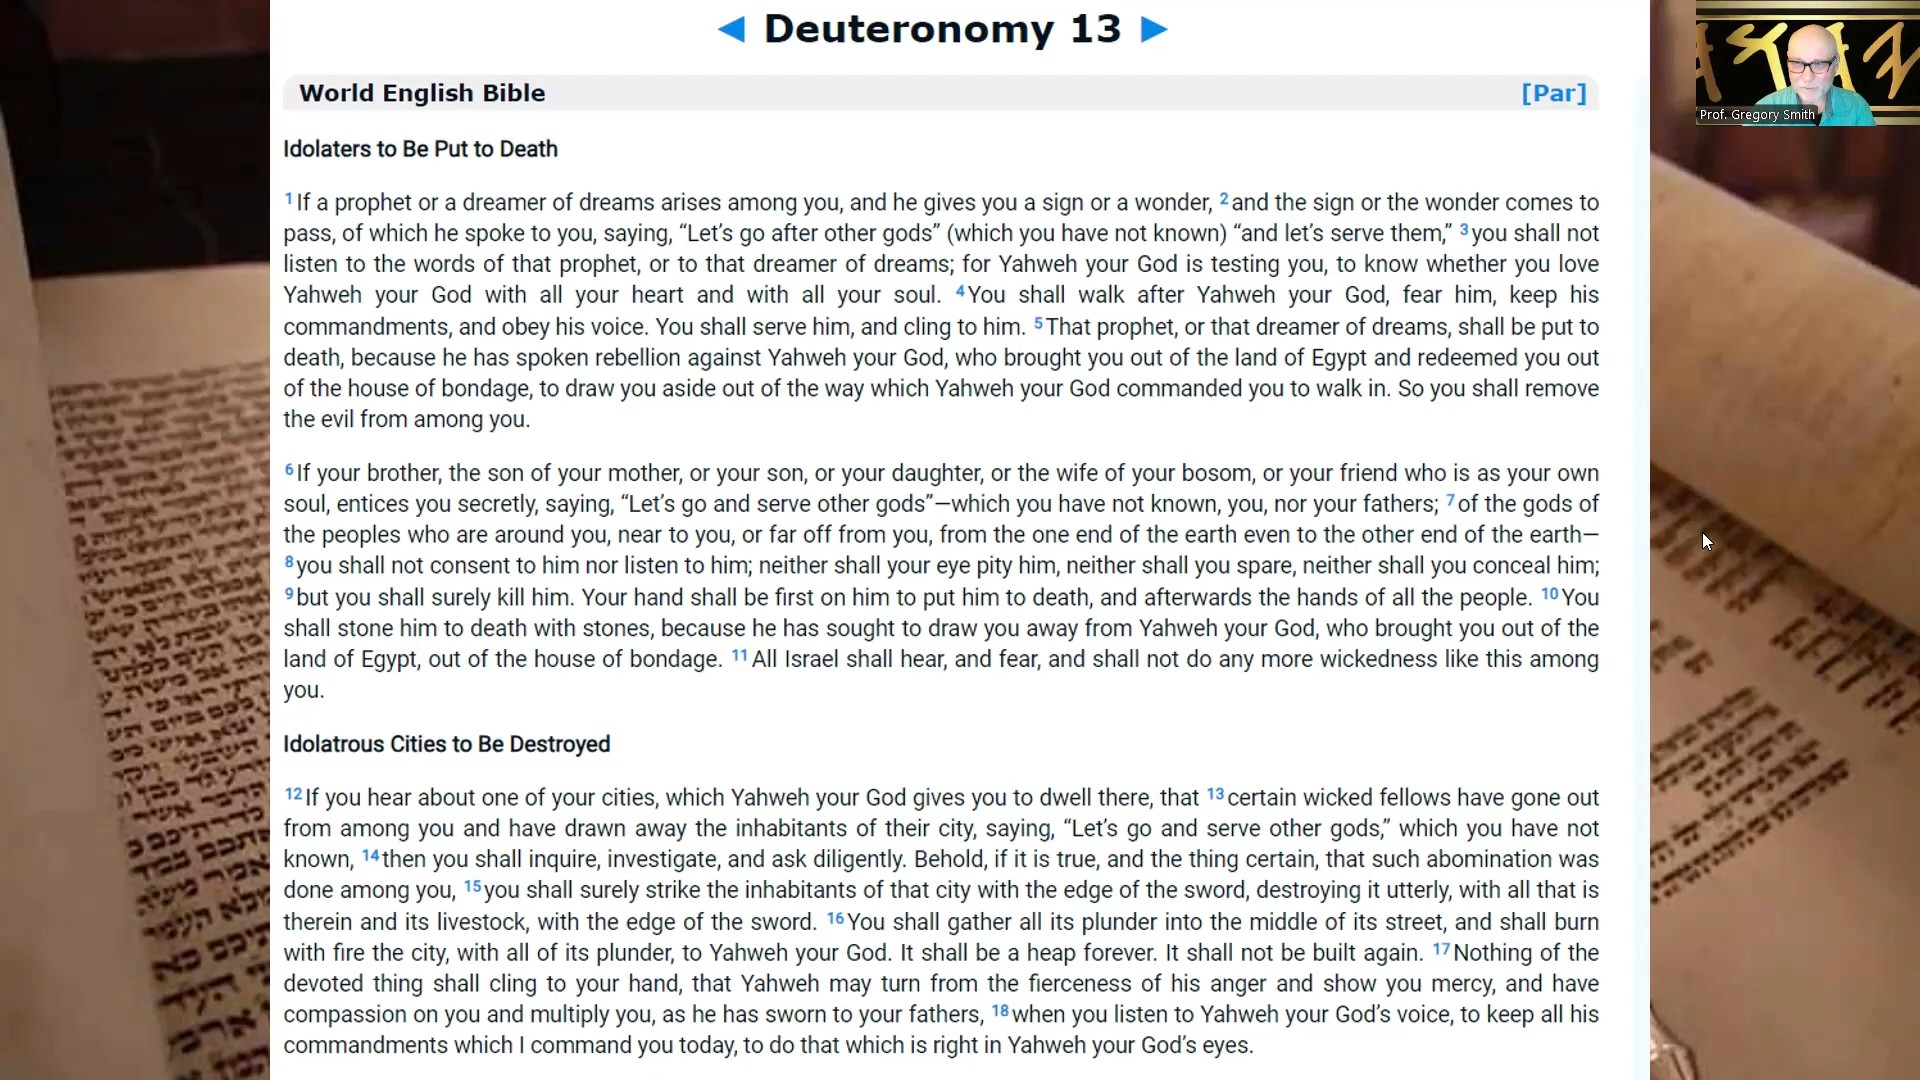 ◄ Deuteronomy 13 ►
World English Bible [Par]
Idolaters to Be Put to Death
1 If a prophet or a dreamer of dreams arises among you, and he gives you a sign or a wonder, 2 and the sign or the wonder comes to
pass, of which he spoke to you, saying, “Let’s go after other gods” (which you have not known) “and let’s serve them,” 3 you shall not
listen to the words of that prophet, or to that dreamer of dreams; for Yahweh your God is testing you, to know whether you love
Yahweh your God with all your heart and with all your soul. 4 You shall walk after Yahweh your God, fear him, keep his
commandments, and obey his voice. You shall serve him, and cling to him. 5 That prophet, or that dreamer of dreams, shall be put to
death, because he has spoken rebellion against Yahweh your God, who brought you out of the land of Egypt and redeemed you out
of the house of bondage, to draw you aside out of the way which Yahweh your God commanded you to walk in. So you shall remove
the evil from among you.
6 If your brother, the son of your mother, or your son, or your daughter, or the wife of your bosom, or your friend who is as your own
soul, entices you secretly, saying, “Let’s go and serve other gods”—which you have not known, you, nor your fathers; 7 of the gods of
the peoples who are around you, near to you, or far off from you, from the one end of the earth even to the other end of the earth—
8 you shall not consent to him nor listen to him; neither shall your eye pity him, neither shall you spare, neither shall you conceal him;
9 but you shall surely kill him. Your hand shall be first on him to put him to death, and afterwards the hands of all the people. 10 You
shall stone him to death with stones, because he has sought to draw you away from Yahweh your God, who brought you out of the
land of Egypt, out of the house of bondage. 11 All Israel shall hear, and fear, and shall not do any more wickedness like this among
you.
Idolatrous Cities to Be Destroyed
12 If you hear about one of your cities, which Yahweh your God gives you to dwell there, that 13 certain wicked fellows have gone out
from among you and have drawn away the inhabitants of their city, saying, “Let’s go and serve other gods,” which you have not
known, 14 then you shall inquire, investigate, and ask diligently. Behold, if it is true, and the thing certain, that such abomination was
done among you, 15 you shall surely strike the inhabitants of that city with the edge of the sword, destroying it utterly, with all that is
therein and its livestock, with the edge of the sword. 16 You shall gather all its plunder into the middle of its street, and shall burn
with fire the city, with all of its plunder, to Yahweh your God. It shall be a heap forever. It shall not be built again. 17 Nothing of the
devoted thing shall cling to your hand, that Yahweh may turn from the fierceness of his anger and show you mercy, and have
compassion on you and multiply you, as he has sworn to your fathers, 18 when you listen to Yahweh your God’s voice, to keep all his
commandments which I command you today, to do that which is right in Yahweh your God’s eyes.
Prof. Gregory Smith